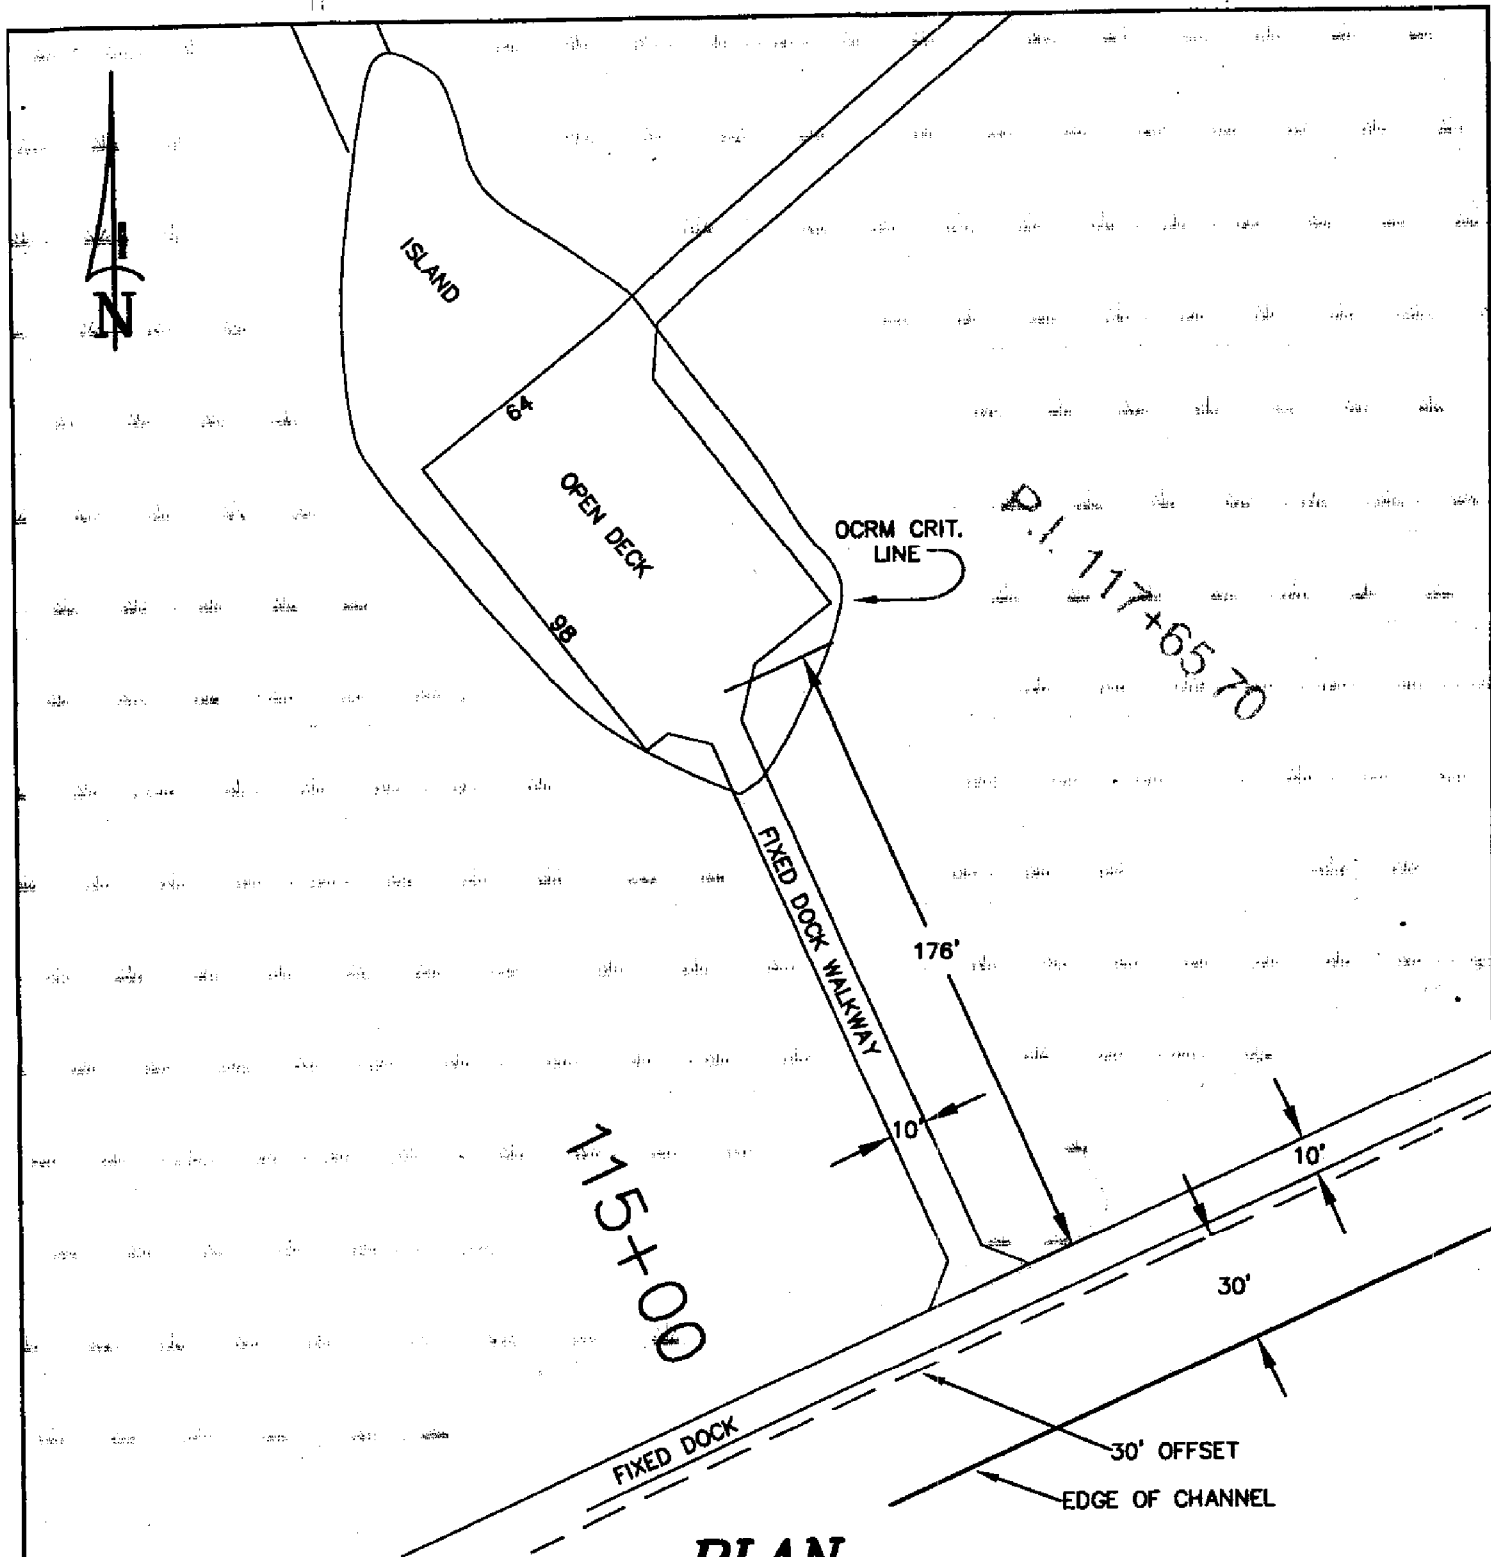 N
ISLAND
64
OPEN DECK
98
OCRM CRIT.
LINE
P.I. 117+65.70
FIXED DOCK WALKWAY
176'
10'
10'
115+00
30'
FIXED DOCK
30' OFFSET
EDGE OF CHANNEL
PLAN